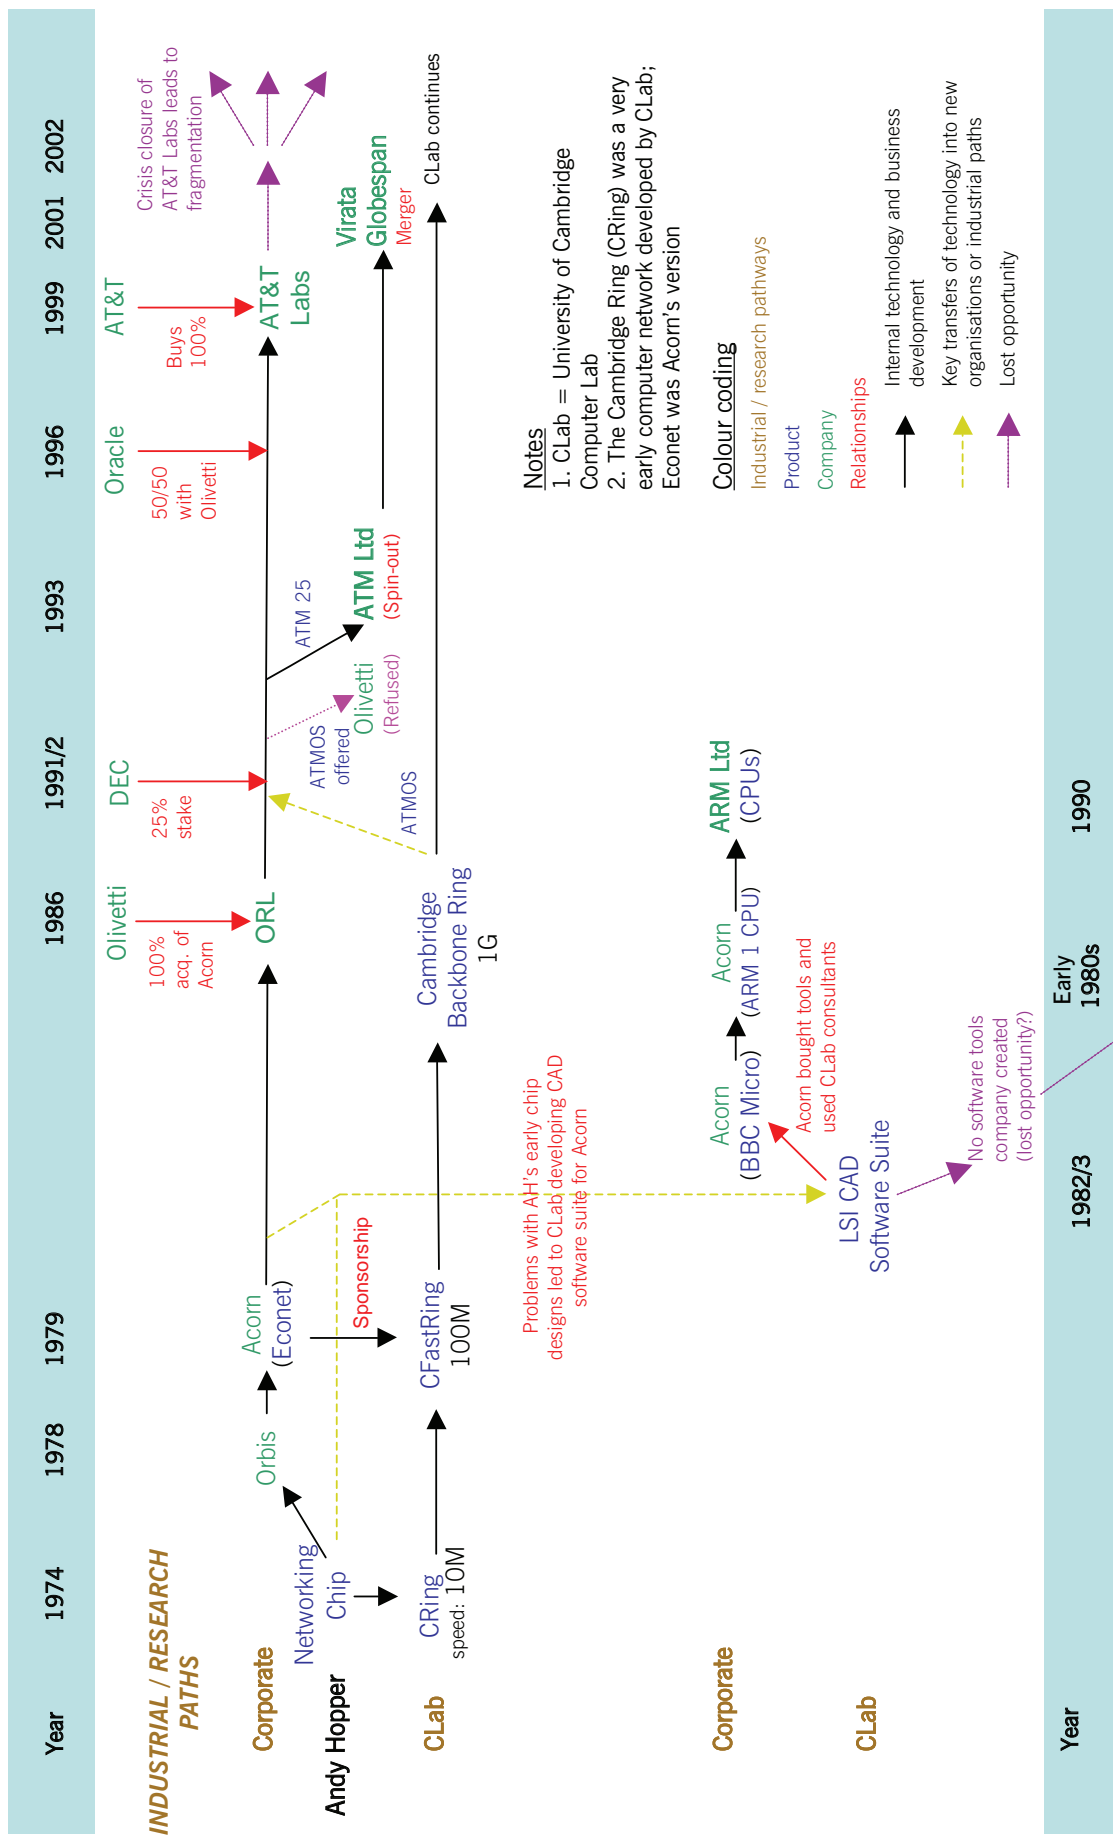 Year
1974
1978
1979
1986
1991/2
1993
1996
1999
2001
2002
INDUSTRIAL / RESEARCH
PATHS
Olivetti
100%
acq. of
Acorn
DEC
25%
stake
Oracle
50/50
with
Olivetti
AT&T
Buys
100%
Crisis closure of
AT&T Labs leads to
fragmentation
Corporate
Orbis
Acorn
(Econet)
ORL
AT&T
Labs
Andy Hopper
Networking
Chip
Sponsorship
ATMOS
offered
Olivetti
(Refused)
ATM 25
ATM Ltd
(Spin-out)
Virata
Globespan
Merger
CLab
CRing
speed: 10M
CFastRing
100M
Cambridge
Backbone Ring
1G
ATMOS
CLab continues
Problems with AH's early chip
designs led to CLab developing CAD
software suite for Acorn
Notes
1. CLab = University of Cambridge
Computer Lab
2. The Cambridge Ring (CRing) was a very
early computer network developed by CLab;
Econet was Acorn's version
Corporate
Acorn
(BBC Micro)
Acorn
(ARM 1 CPU)
ARM Ltd
(CPUs)
Acorn bought tools and
used CLab consultants
CLab
LSI CAD
Software Suite
No software tools
company created
(lost opportunity?)
Colour coding
Industrial / research pathways
Product
Company
Relationships
Internal technology and business
development
Key transfers of technology into new
organisations or industrial paths
Lost opportunity
Year
1982/3
Early
1980s
1990